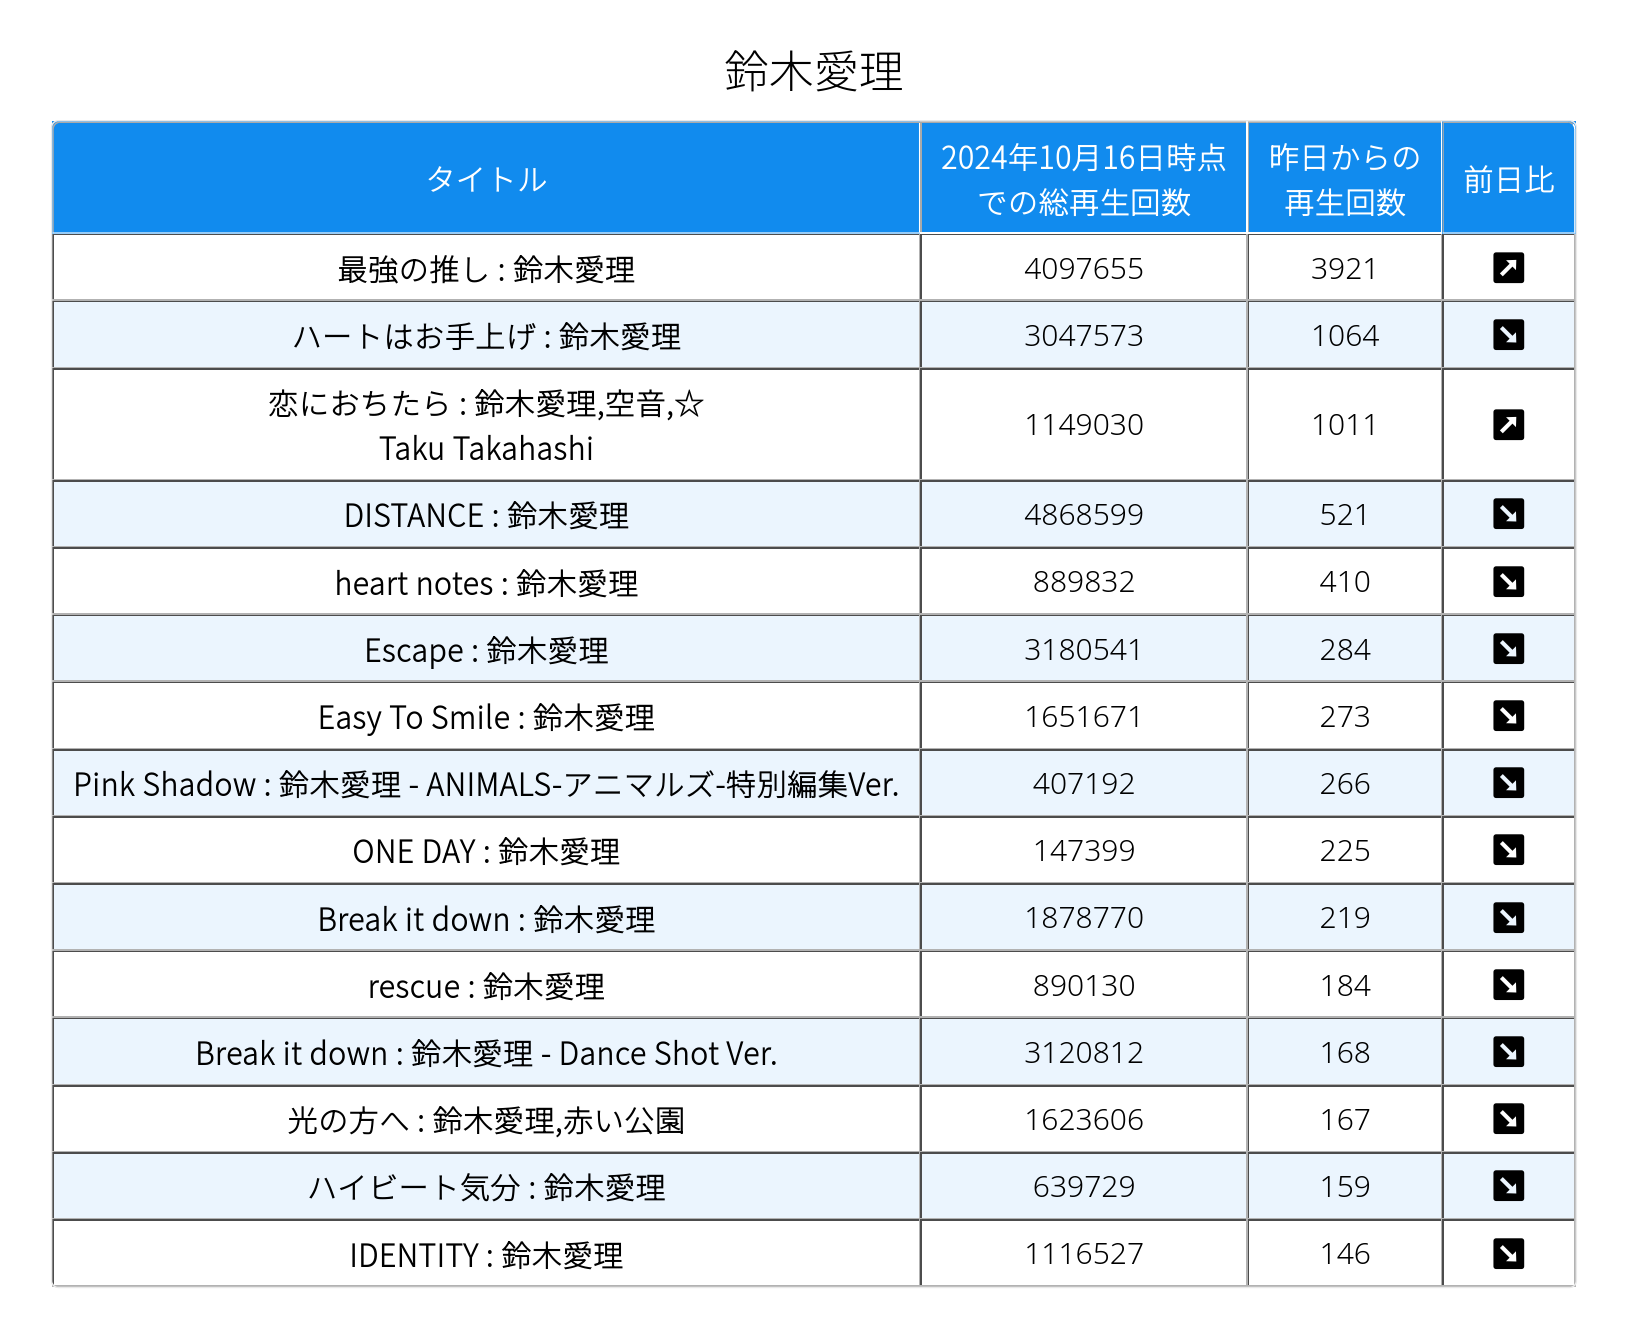 鈴木愛理
タイトル
2024年10月16日時点
での総再生回数
昨日からの
再生回数
前日比
最強の推し : 鈴木愛理 4097655 3921
ハートはお手上げ : 鈴木愛理 3047573 1064
恋におちたら : 鈴木愛理,空音,☆
Taku Takahashi 1149030 1011
DISTANCE : 鈴木愛理 4868599 521
heart notes : 鈴木愛理 889832 410
Escape : 鈴木愛理 3180541 284
Easy To Smile : 鈴木愛理 1651671 273
Pink Shadow : 鈴木愛理 - ANIMALS-アニマルズ-特別編集Ver. 407192 266
ONE DAY : 鈴木愛理 147399 225
Break it down : 鈴木愛理 1878770 219
rescue : 鈴木愛理 890130 184
Break it down : 鈴木愛理 - Dance Shot Ver. 3120812 168
光の方へ : 鈴木愛理,赤い公園 1623606 167
ハイビート気分 : 鈴木愛理 639729 159
IDENTITY : 鈴木愛理 1116527 146